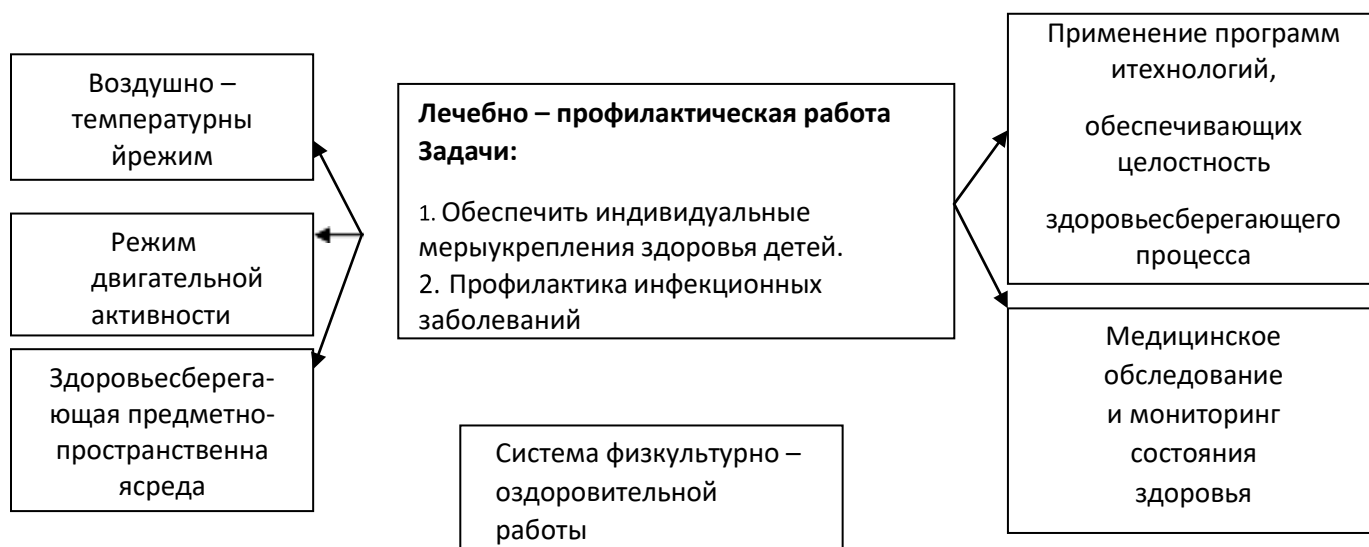 Воздушно –
температурны
йрежим
Режим
двигательной
активности
Здоровьесберега-
ющая предметно-
пространственна
ясреда
Лечебно – профилактическая работа
Задачи:
1. Обеспечить индивидуальные
мерыукрепления здоровья детей.
2. Профилактика инфекционных
заболеваний
Система физкультурно –
оздоровительной
работы
Применение программ
итехнологий,
обеспечивающих
целостность
здоровьесберегающего
процесса
Медицинское
обследование
и мониторинг
состояния
здоровья